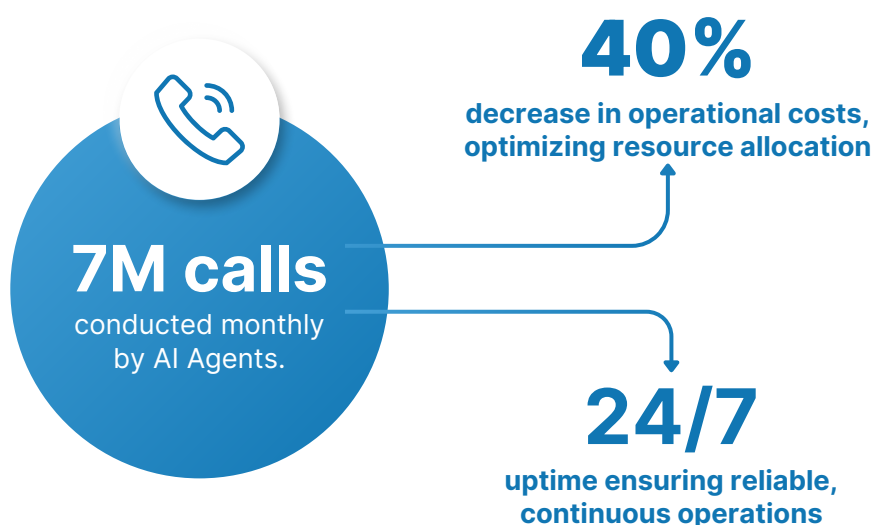 40%
decrease in operational costs,
optimizing resource allocation
7M calls
conducted monthly
by AI Agents.
24/7
uptime ensuring reliable,
continuous operations